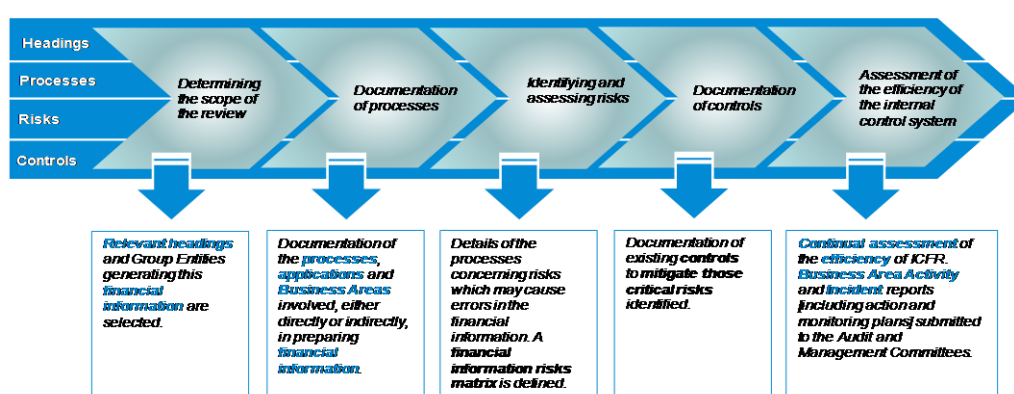 Headings
Processes
Risks
Controls
Determining
the scope of
the review
Documentation
of processes
Identifying and
assessing risks
Documentation
of controls
Assessment of
the efficiency of
the internal
control system
Relevant headings
and Group Entities
generating this
financial
information are
selected.
Documentation of
the processes,
applications and
Business Areas
involved, either
directly or indirectly,
in preparing
financial
information.
Details of the
processes
concerning risks
which may cause
errors in the
financial
information. A
financial
information risks
matrix is defined.
Documentation of
existing controls
to mitigate those
critical risks
identified.
Continual assessment of
the efficiency of ICFR.
Business Area Activity
and Incident reports
[including action and
monitoring plans] submitted
to the Audit and
Management Committees.